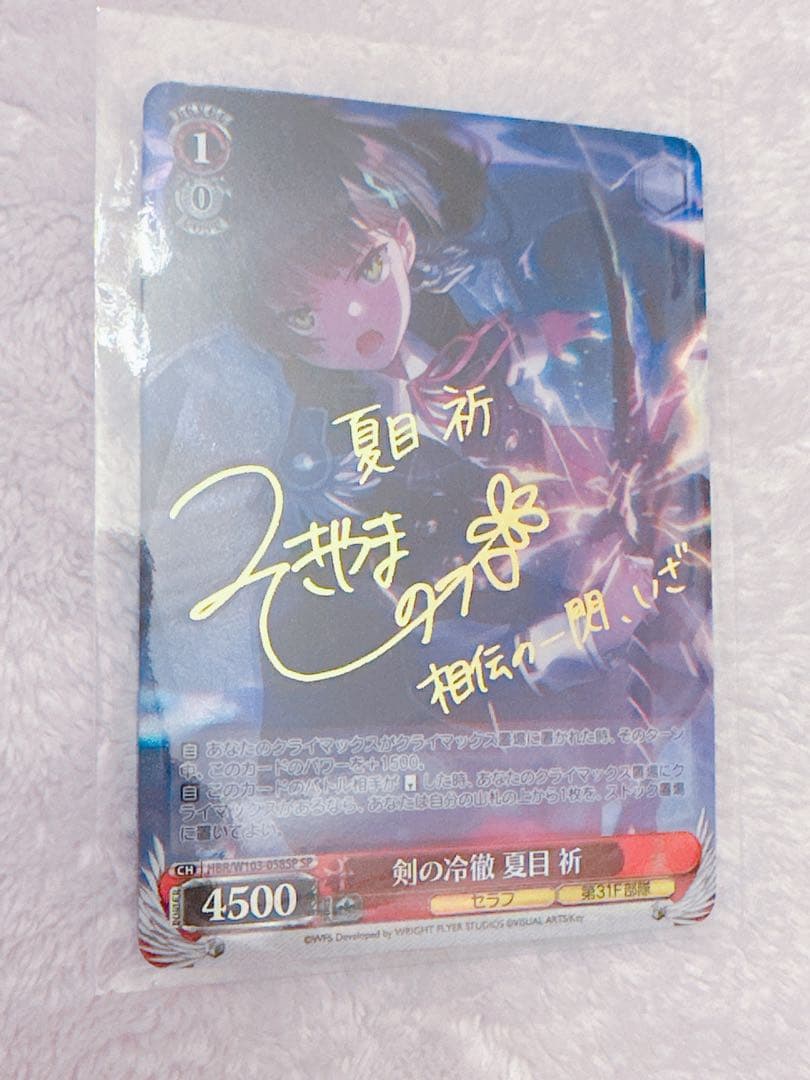 LEVEL
1
0
COST
夏目 祈
きやま
のう
相伝の一閃、いざ
自 あなたのクライマックスがクライマックス置場に置かれた時、そのターン
中、このカードのパワーを+1500。
自 このカードのバトル相手が した時、あなたのクライマックス置場にク
ライマックスがあるなら、あなたは自分の山札の上から1枚を、ストック置場
に置いてよい。
CH HBR/W103-058SP SP
剣の冷徹 夏目 祈
POWER 4500
セラフ 第31F部隊
©WFS Developed by WRIGHT FLYER STUDIOS ©VISUAL ARTS/Key